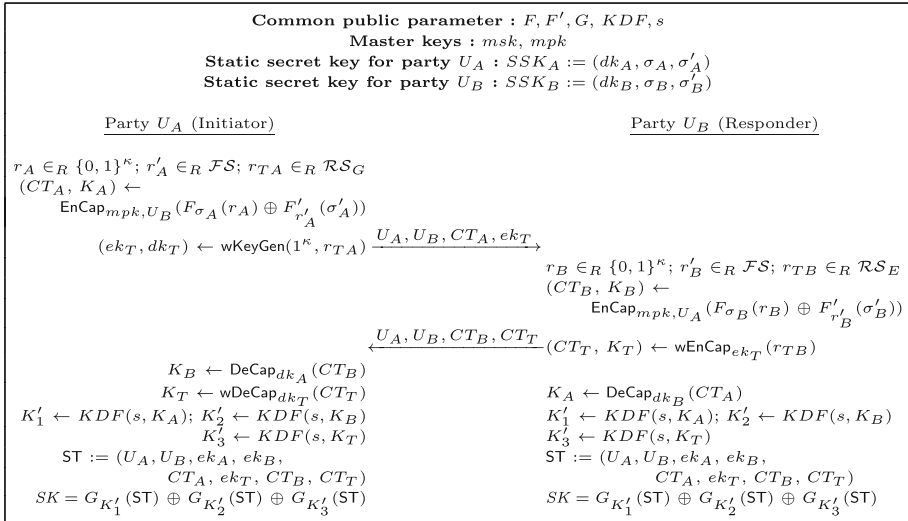 Common public parameter : F, F′, G, KDF, s
Master keys : msk, mpk
Static secret key for party U_A : SSK_A := (dk_A, σ_A, σ′_A)
Static secret key for party U_B : SSK_B := (dk_B, σ_B, σ′_B)
Party U_A (Initiator)
Party U_B (Responder)
r_A ∈_R {0, 1}^κ; r′_A ∈_R FS; r_{TA} ∈_R RS_G
(CT_A, K_A) ←
EnCap_{mpk,U_B}(F_{σ_A}(r_A) ⊕ F′_{r′_A}(σ′_A))
(ek_T, dk_T) ← wKeyGen(1^κ, r_{TA})
U_A, U_B, CT_A, ek_T
r_B ∈_R {0, 1}^κ; r′_B ∈_R FS; r_{TB} ∈_R RS_E
(CT_B, K_B) ←
EnCap_{mpk,U_A}(F_{σ_B}(r_B) ⊕ F′_{r′_B}(σ′_B))
U_A, U_B, CT_B, CT_T
(CT_T, K_T) ← wEnCap_{ek_T}(r_{TB})
K_B ← DeCap_{dk_A}(CT_B)
K_T ← wDeCap_{dk_T}(CT_T)
K′_1 ← KDF(s, K_A); K′_2 ← KDF(s, K_B)
K′_3 ← KDF(s, K_T)
ST := (U_A, U_B, ek_A, ek_B,
CT_A, ek_T, CT_B, CT_T)
SK = G_{K′_1}(ST) ⊕ G_{K′_2}(ST) ⊕ G_{K′_3}(ST)
K_A ← DeCap_{dk_B}(CT_A)
K′_1 ← KDF(s, K_A); K′_2 ← KDF(s, K_B)
K′_3 ← KDF(s, K_T)
ST := (U_A, U_B, ek_A, ek_B,
CT_A, ek_T, CT_B, CT_T)
SK = G_{K′_1}(ST) ⊕ G_{K′_2}(ST) ⊕ G_{K′_3}(ST)